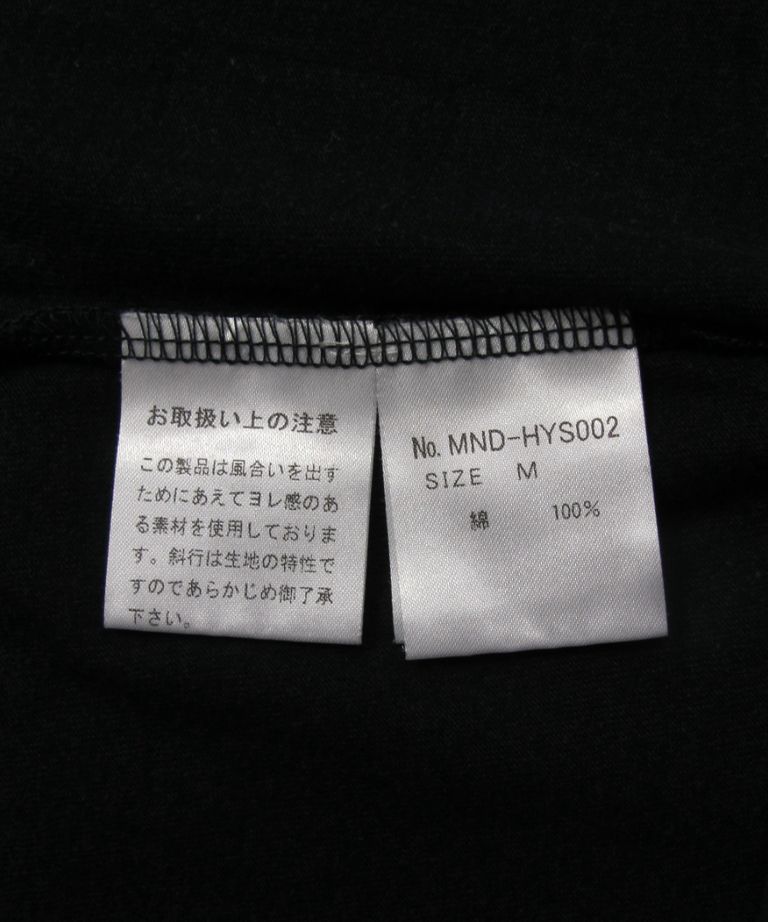 お取扱い上の注意
この製品は風合いを出す
ためにあえてヨレ感のあ
る素材を使用しておりま
す。斜行は生地の特性で
すのであらかじめ御了承
下さい。
No. MND-HYS002
SIZE M
綿 100%